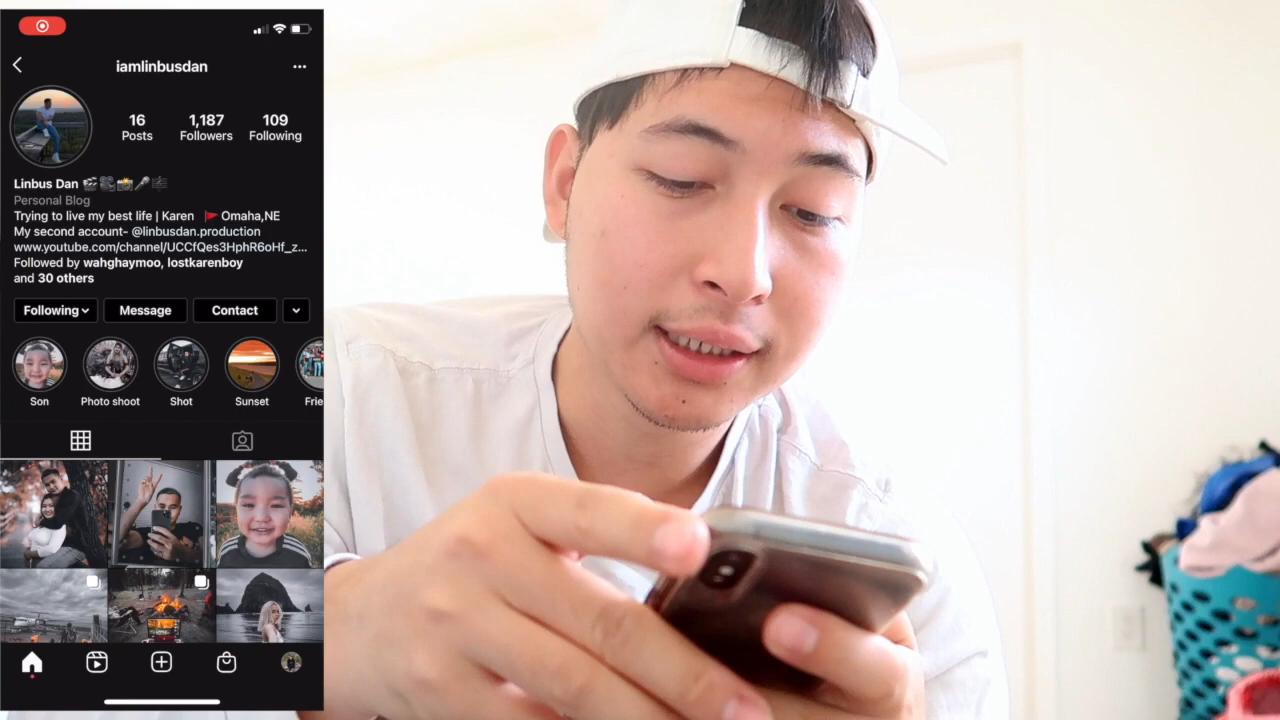 iamlinbusdan
16 1,187 109
Posts Followers Following
Linbus Dan
Personal Blog
Trying to live my best life | Karen Omaha,NE
My second account- @linbusdan.production
www.youtube.com/channel/UCCfQes3HphR6oHf_z...
Followed by wahghaymoo, lostkarenboy
and 30 others
Following Message Contact
Son Photo shoot Shot Sunset Frie